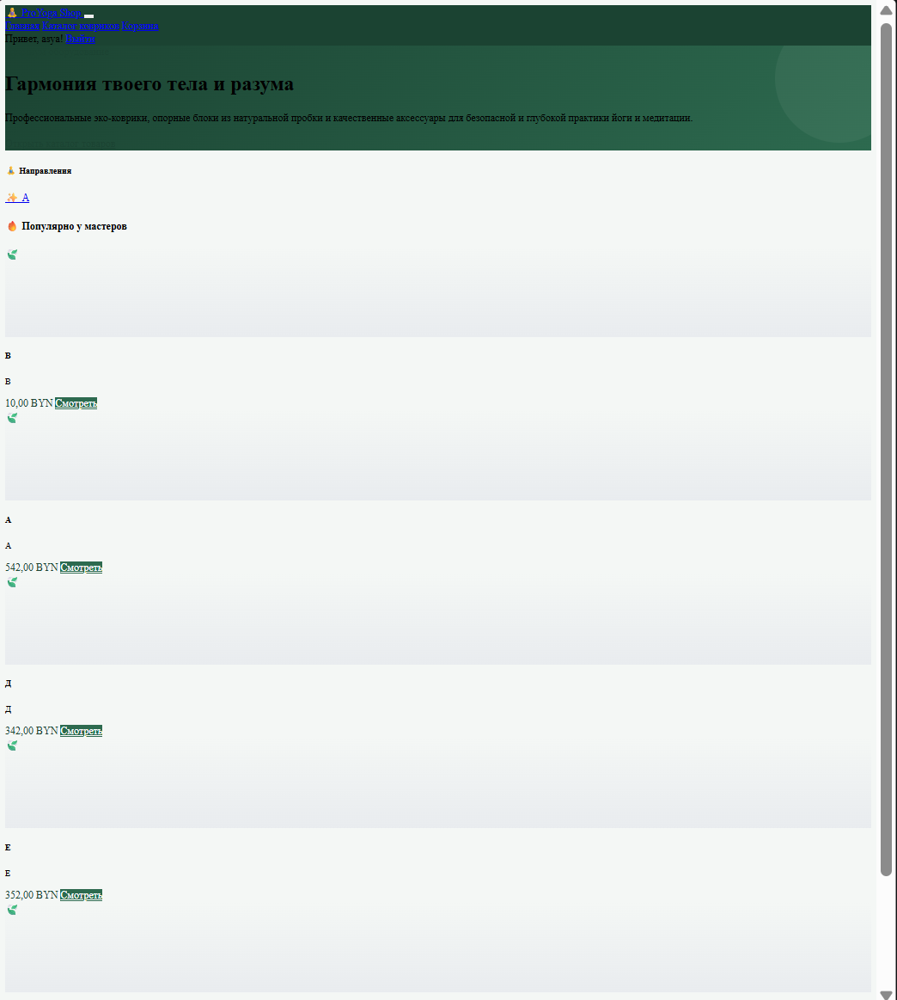 ProYoga Shop
Главная Каталог ковриков Корзина
Привет, asya! Выйти
Гармония твоего тела и разума
Профессиональные эко-коврики, опорные блоки из натуральной пробки и качественные аксессуары для безопасной и глубокой практики йоги и медитации.
Направления
А
Популярно у мастеров
В
В
10,00 BYN Смотреть
А
А
542,00 BYN Смотреть
Д
Д
342,00 BYN Смотреть
Е
Е
352,00 BYN Смотреть